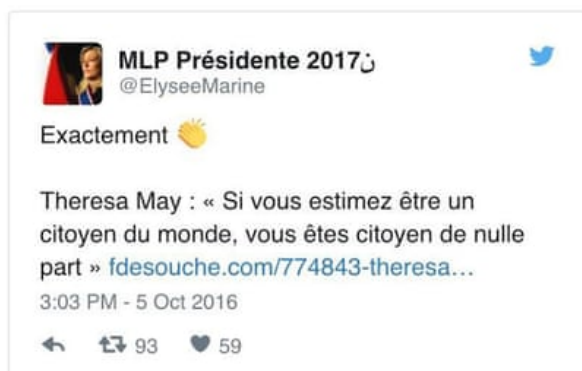 MLP Présidente 2017ن
@ElyseeMarine
Exactement 👏
Theresa May : « Si vous estimez être un
citoyen du monde, vous êtes citoyen de nulle
part » fdesouche.com/774843-theresa...
3:03 PM - 5 Oct 2016
93 59